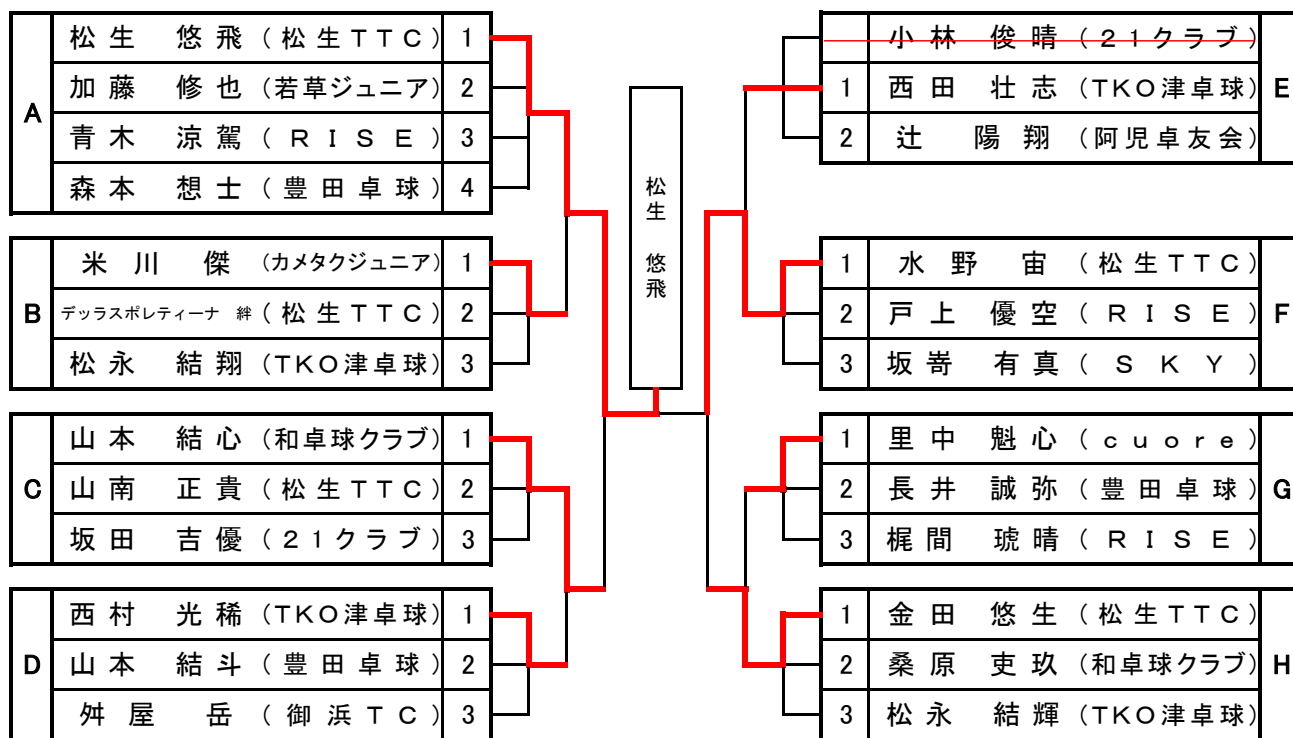 A
松生 悠飛 (松生TTC) 1
加藤 修也 (若草ジュニア) 2
青木 涼駕 (RISE) 3
森本 想士 (豊田卓球) 4
B
米川 傑 (カメタクジュニア) 1
デッラスポレティーナ 絆 (松生TTC) 2
松永 結翔 (TKO津卓球) 3
C
山本 結心 (和卓球クラブ) 1
山南 正貴 (松生TTC) 2
坂田 吉優 (21クラブ) 3
D
西村 光稀 (TKO津卓球) 1
山本 結斗 (豊田卓球) 2
舛屋 岳 (御浜TC) 3
松生 悠飛
小林 俊晴 (21クラブ)
1 西田 壮志 (TKO津卓球)
2 辻 陽翔 (阿児卓友会)
E
1 水野 宙 (松生TTC)
2 戸上 優空 (RISE)
3 坂嵜 有真 (SKY)
F
1 里中 魁心 (cuore)
2 長井 誠弥 (豊田卓球)
3 梶間 琥晴 (RISE)
G
1 金田 悠生 (松生TTC)
2 桑原 吏玖 (和卓球クラブ)
3 松永 結輝 (TKO津卓球)
H